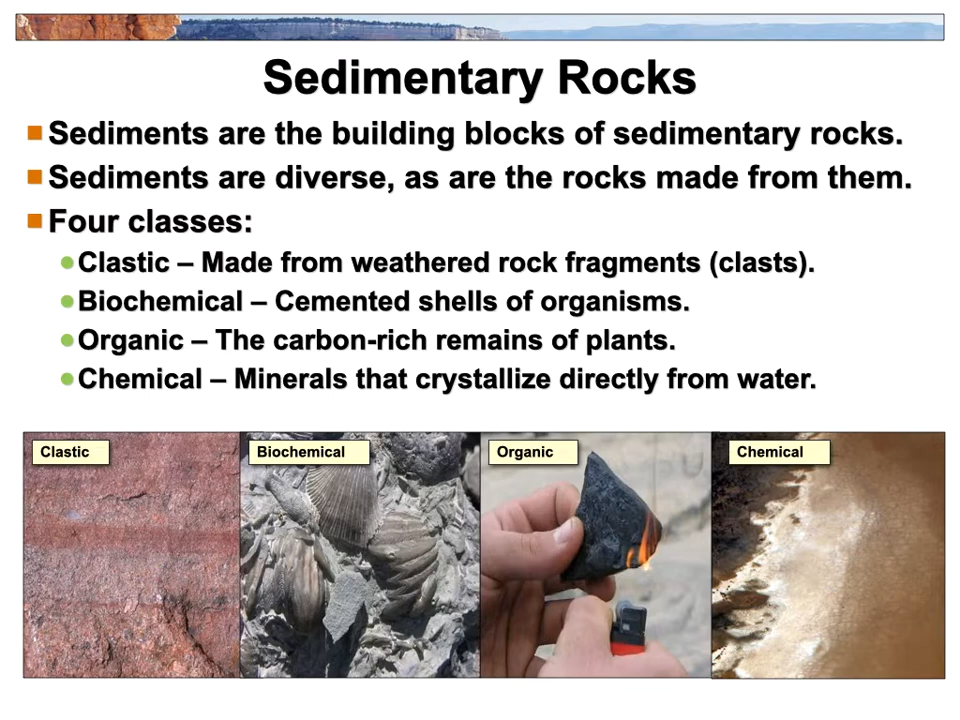 Sedimentary Rocks
Sediments are the building blocks of sedimentary rocks.
Sediments are diverse, as are the rocks made from them.
Four classes:
Clastic – Made from weathered rock fragments (clasts).
Biochemical – Cemented shells of organisms.
Organic – The carbon-rich remains of plants.
Chemical – Minerals that crystallize directly from water.
Clastic
Biochemical
Organic
Chemical